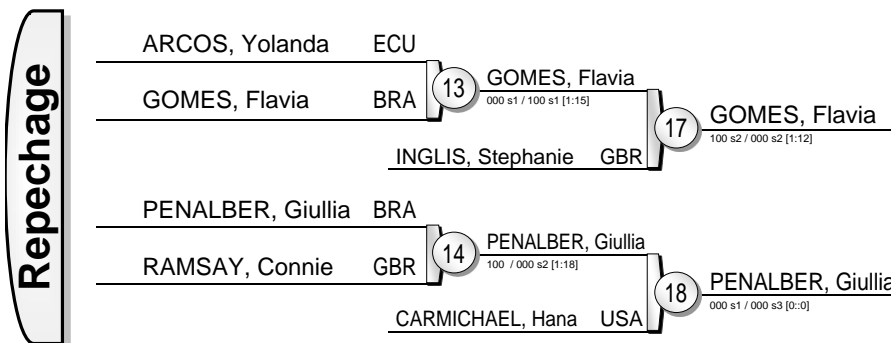 Repechage
ARCOS, Yolanda ECU
13
GOMES, Flavia
000 s1 / 100 s1 [1:15]
GOMES, Flavia BRA
17
GOMES, Flavia
100 s2 / 000 s2 [1:12]
INGLIS, Stephanie GBR
PENALBER, Giullia BRA
14
PENALBER, Giullia
100 / 000 s2 [1:18]
RAMSAY, Connie GBR
18
PENALBER, Giullia
000 s1 / 000 s3 [0::0]
CARMICHAEL, Hana USA